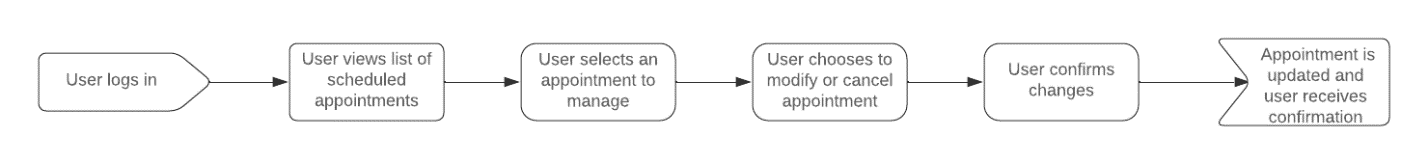 User logs in
User views list of
scheduled
appointments
User selects an
appointment to
manage
User chooses to
modify or cancel
appointment
User confirms
changes
Appointment is
updated and
user receives
confirmation